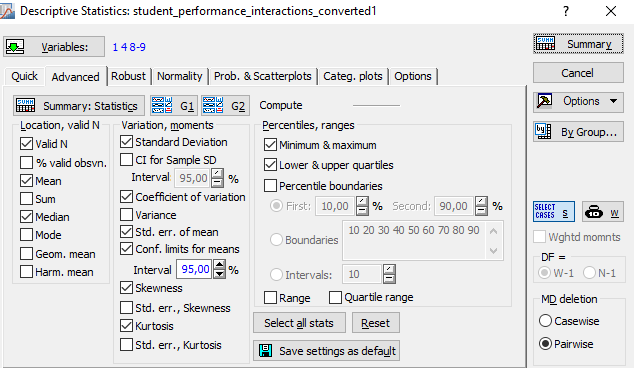 Descriptive Statistics: student_performance_interactions_converted1
?
Variables:
1 4 8-9
Summary
Quick
Advanced
Robust
Normality
Prob. & Scatterplots
Categ. plots
Options
Cancel
Summary: Statistics
G1
G2
Compute
Options
By Group...
Location, valid N
Valid N
% valid obsvn.
Mean
Sum
Median
Mode
Geom. mean
Harm. mean
Variation, moments
Standard Deviation
CI for Sample SD
Interval 95,00 %
Coefficient of variation
Variance
Std. err. of mean
Conf. limits for means
Interval 95,00 %
Skewness
Std. err., Skewness
Kurtosis
Std. err., Kurtosis
Percentiles, ranges
Minimum & maximum
Lower & upper quartiles
Percentile boundaries
First: 10,00 % Second: 90,00 %
Boundaries 10 20 30 40 50 60 70 80 90
Intervals: 10
Range
Quartile range
Select all stats
Reset
Save settings as default
SELECT CASES S
W
Wghtd momnts
DF =
W-1
N-1
MD deletion
Casewise
Pairwise